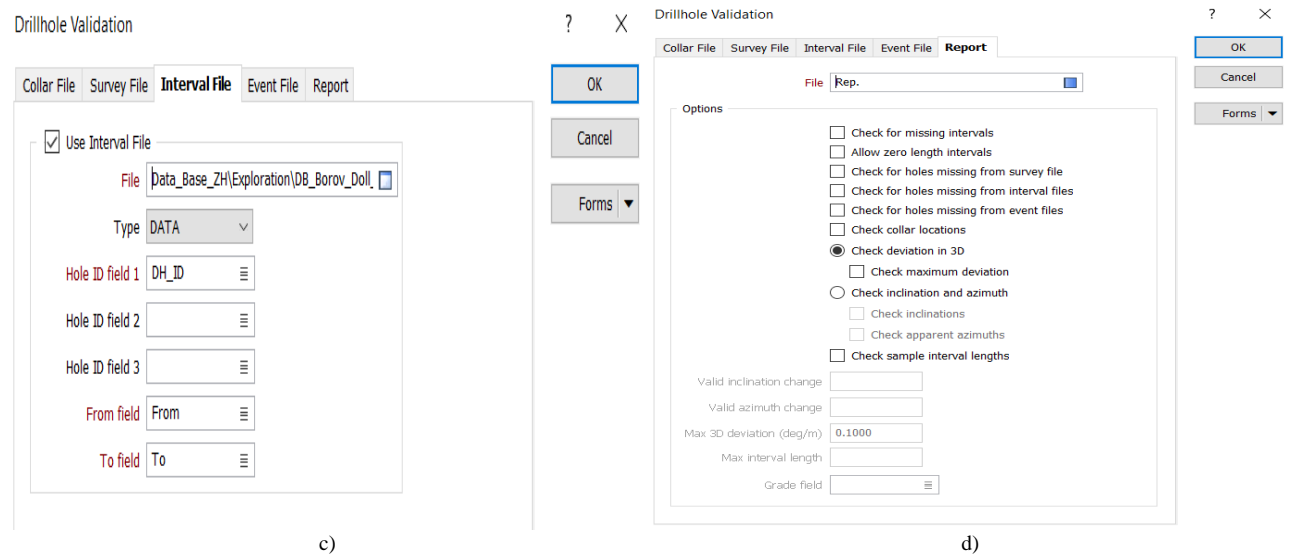 Drillhole Validation
?
X
Collar File Survey File Interval File Event File Report
OK
Cancel
Forms
Use Interval File
File Data_Base_ZH\Exploration\DB_Borov_Doll_
Type DATA
Hole ID field 1 DH_ID
Hole ID field 2
Hole ID field 3
From field From
To field To
c)
Drillhole Validation
?
X
Collar File Survey File Interval File Event File Report
OK
Cancel
Forms
File Rep.
Options
Check for missing intervals
Allow zero length intervals
Check for holes missing from survey file
Check for holes missing from interval files
Check for holes missing from event files
Check collar locations
Check deviation in 3D
Check maximum deviation
Check inclination and azimuth
Check inclinations
Check apparent azimuths
Check sample interval lengths
Valid inclination change
Valid azimuth change
Max 3D deviation (deg/m) 0.1000
Max interval length
Grade field
d)